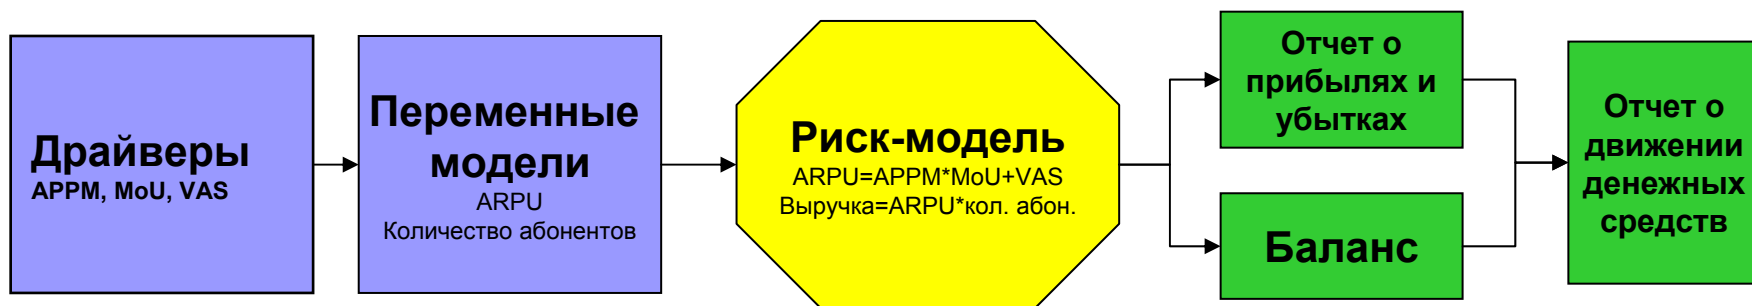 Драйверы
APPM, MoU, VAS
Переменные
модели
ARPU
Количество абонентов
Риск-модель
ARPU=APPM*MoU+VAS
Выручка=ARPU*кол. абон.
Отчет о
прибылях и
убытках
Баланс
Отчет о
движении
денежных
средств